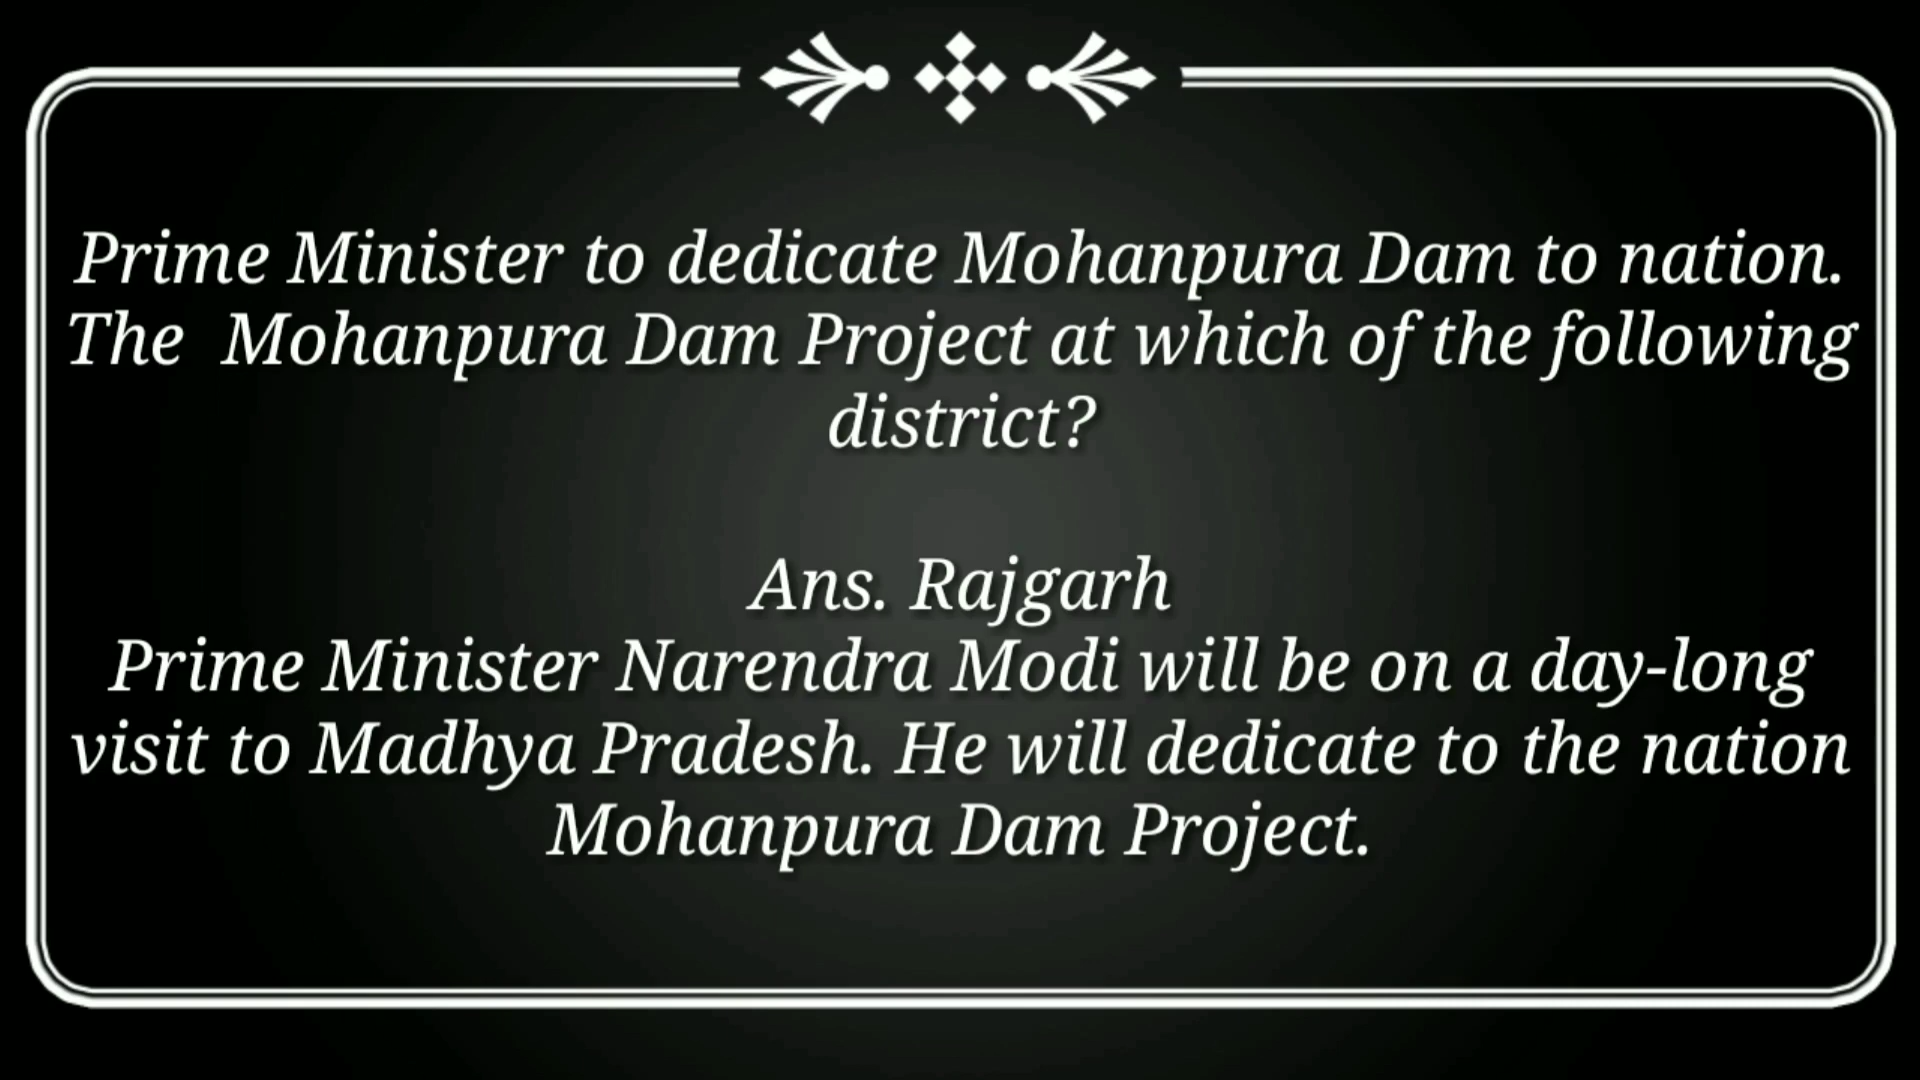 Prime Minister to dedicate Mohanpura Dam to nation.
The  Mohanpura Dam Project at which of the following
district?
Ans. Rajgarh
Prime Minister Narendra Modi will be on a day-long
visit to Madhya Pradesh. He will dedicate to the nation
Mohanpura Dam Project.